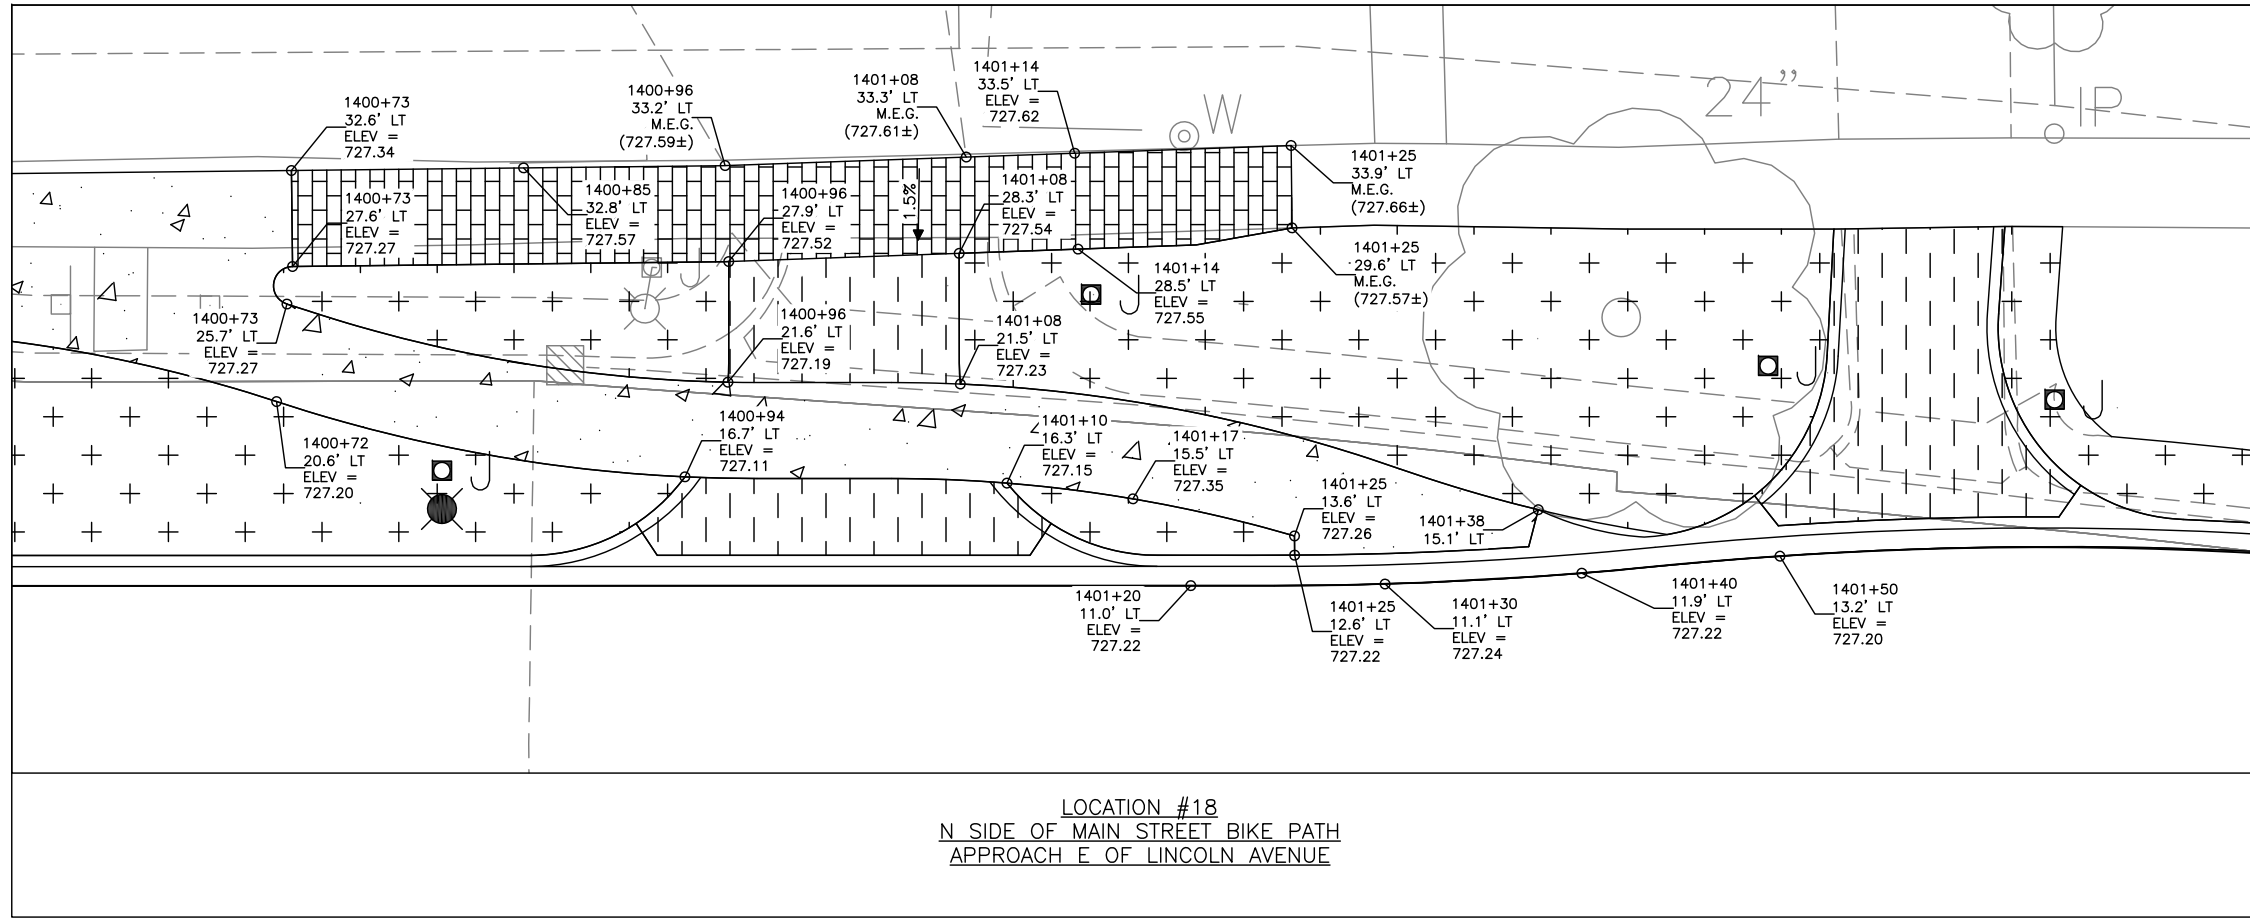 1400+73
32.6' LT
ELEV =
727.34
1400+96
33.2' LT
M.E.G.
(727.59±)
1401+08
33.3' LT
M.E.G.
(727.61±)
1401+14
33.5' LT
ELEV =
727.62
24"
W
IP
1401+25
33.9' LT
M.E.G.
(727.66±)
1400+73
27.6' LT
ELEV =
727.27
1400+85
32.8' LT
ELEV =
727.57
1400+96
27.9' LT
ELEV =
727.52
1.5%
1401+08
28.3' LT
ELEV =
727.54
1401+14
28.5' LT
ELEV =
727.55
1401+25
29.6' LT
M.E.G.
(727.57±)
J
J
J
J
J
1400+73
25.7' LT
ELEV =
727.27
1400+96
21.6' LT
ELEV =
727.19
1401+08
21.5' LT
ELEV =
727.23
1400+72
20.6' LT
ELEV =
727.20
1400+94
16.7' LT
ELEV =
727.11
1401+10
16.3' LT
ELEV =
727.15
1401+17
15.5' LT
ELEV =
727.35
1401+25
13.6' LT
ELEV =
727.26
1401+38
15.1' LT
1401+20
11.0' LT
ELEV =
727.22
1401+25
12.6' LT
ELEV =
727.22
1401+30
11.1' LT
ELEV =
727.24
1401+40
11.9' LT
ELEV =
727.22
1401+50
13.2' LT
ELEV =
727.20
LOCATION #18
N SIDE OF MAIN STREET BIKE PATH
APPROACH E OF LINCOLN AVENUE